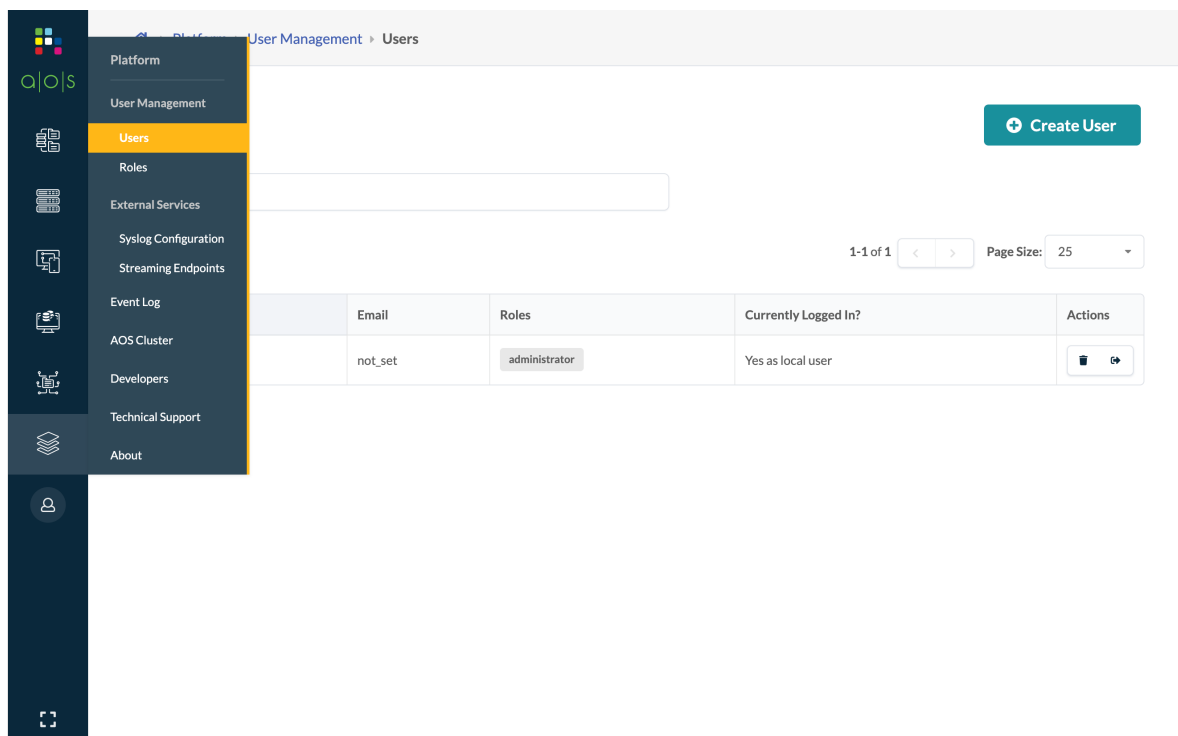 a|o|s
User Management Users
Platform
User Management
Users
Roles
External Services
Syslog Configuration
Streaming Endpoints
Event Log
AOS Cluster
Developers
Technical Support
About
Create User
1-1 of 1 Page Size: 25
Email Roles Currently Logged In? Actions
not_set administrator Yes as local user